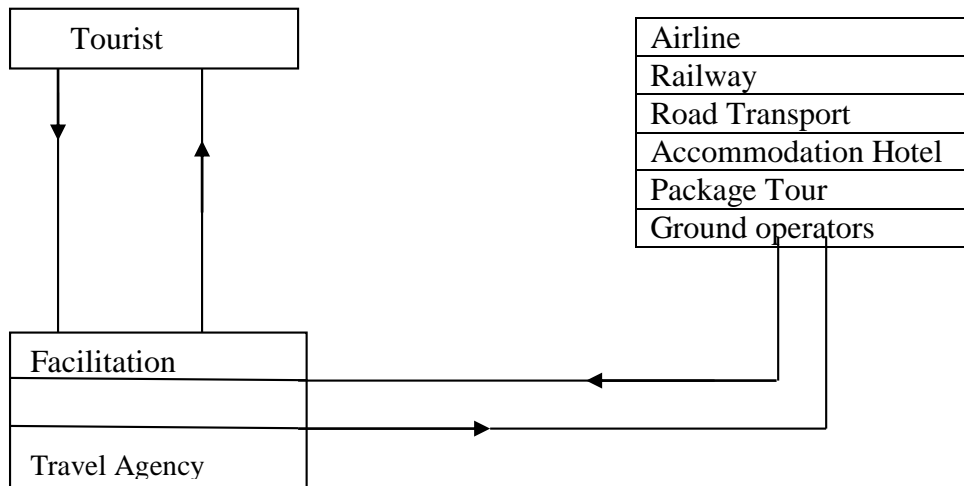 Tourist
Airline
Railway
Road Transport
Accommodation Hotel
Package Tour
Ground operators
Facilitation
Travel Agency